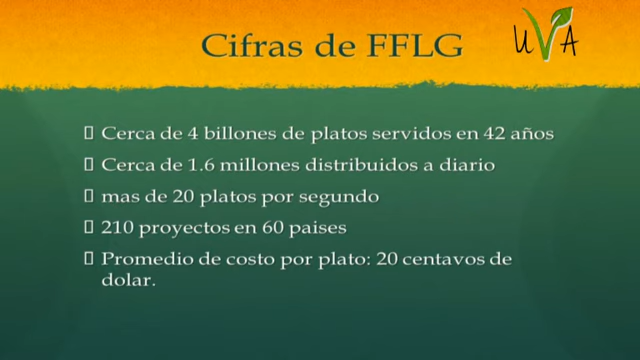 Cifras de FFLG
UVA
Cerca de 4 billones de platos servidos en 42 años
Cerca de 1.6 millones distribuidos a diario
mas de 20 platos por segundo
210 proyectos en 60 paises
Promedio de costo por plato: 20 centavos de
dolar.